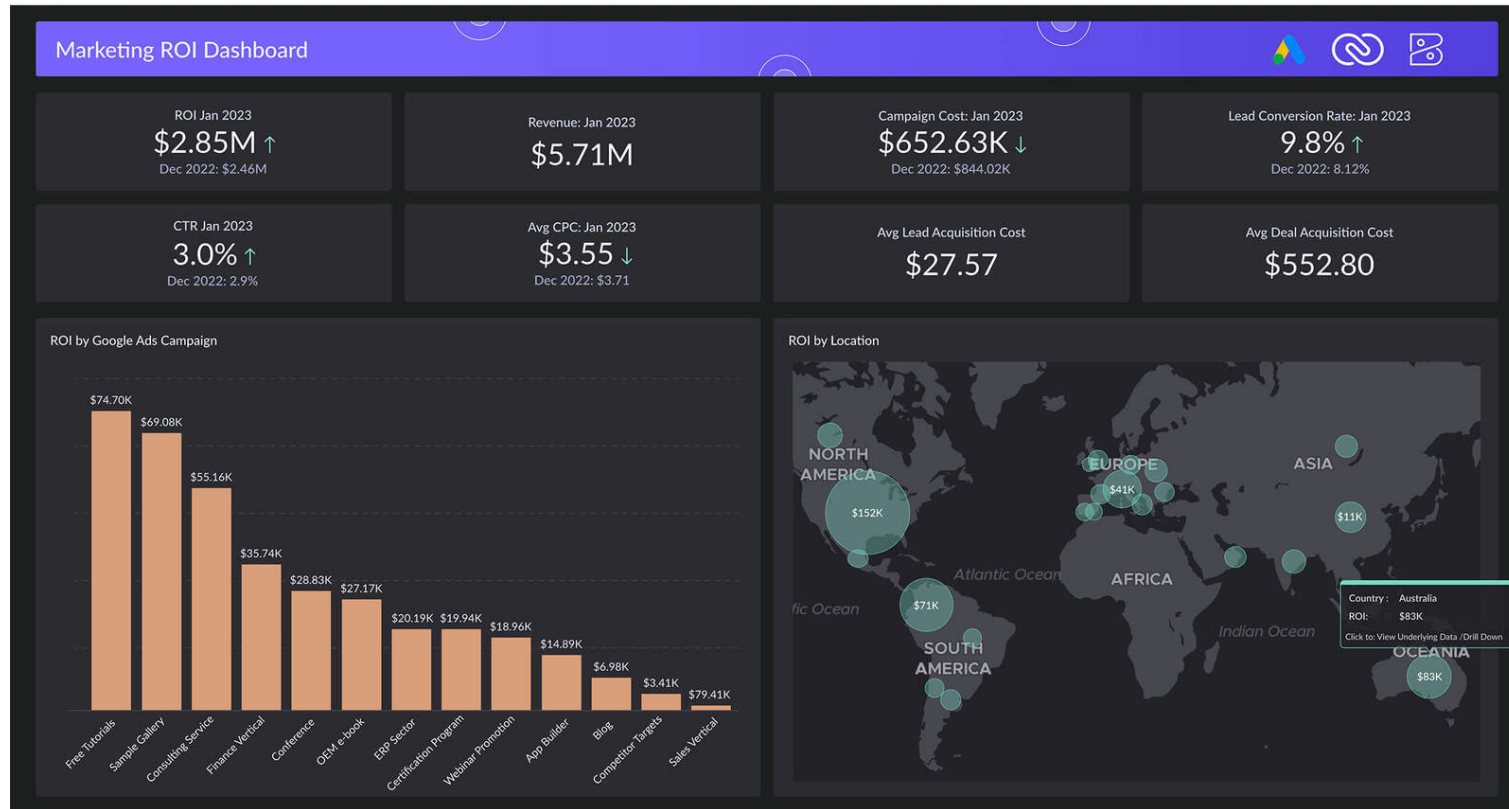 Marketing ROI Dashboard
ROI Jan 2023
$2.85M ↑
Dec 2022: $2.46M
Revenue: Jan 2023
$5.71M
Campaign Cost: Jan 2023
$652.63K ↓
Dec 2022: $844.02K
Lead Conversion Rate: Jan 2023
9.8% ↑
Dec 2022: 8.12%
CTR Jan 2023
3.0% ↑
Dec 2022: 2.9%
Avg CPC: Jan 2023
$3.55 ↓
Dec 2022: $3.71
Avg Lead Acquisition Cost
$27.57
Avg Deal Acquisition Cost
$552.80
ROI by Google Ads Campaign
$74.70K
$69.08K
$55.16K
$35.74K
$28.83K
$27.17K
$20.19K
$19.94K
$18.96K
$14.89K
$6.98K
$3.41K
$79.41K
Free Tutorials
Sample Gallery
Consulting Service
Finance Vertical
Conference
OEM e-book
ERP Sector
Certification Program
Webinar Promotion
App Builder
Blog
Competitor Targets
Sales Vertical
ROI by Location
NORTH
AMERICA
$152K
EUROPE
$41K
ASIA
$11K
Atlantic Ocean
AFRICA
fic Ocean
$71K
Indian Ocean
SOUTH
AMERICA
Country : Australia
ROI: $83K
Click to: View Underlying Data /Drill Down
OCEANIA
$83K